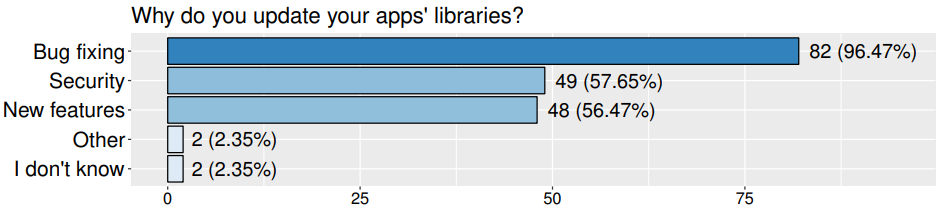 Why do you update your apps' libraries?
Bug fixing 82 (96.47%)
Security 49 (57.65%)
New features 48 (56.47%)
Other 2 (2.35%)
I don't know 2 (2.35%)
0 25 50 75